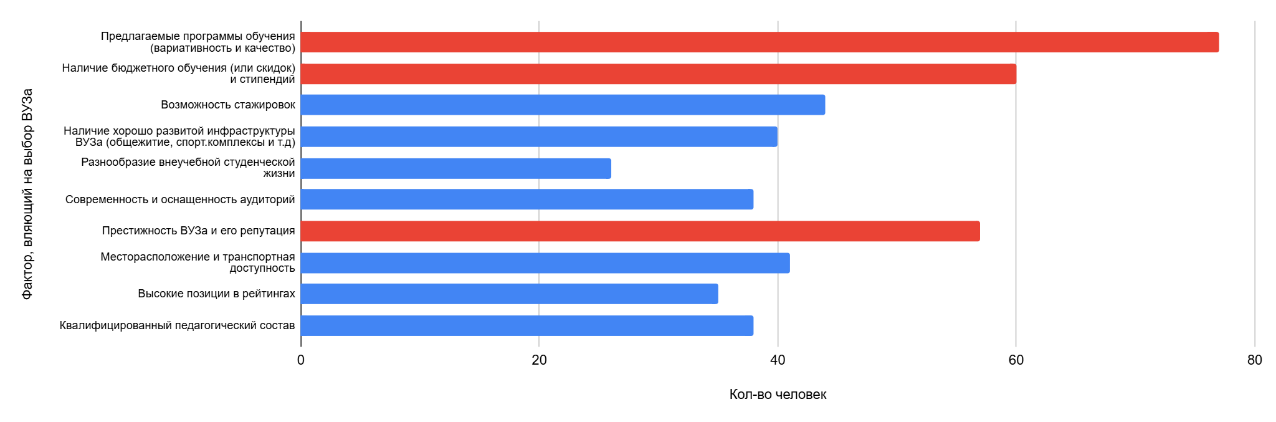 Фактор, вляющий на выбор ВУЗа
Предлагаемые программы обучения
(вариативность и качество)
Наличие бюджетного обучения (или скидок)
и стипендий
Возможность стажировок
Наличие хорошо развитой инфраструктуры
ВУЗа (общежитие, спорт.комплексы и т.д)
Разнообразие внеучебной студенческой
жизни
Современность и оснащенность аудиторий
Престижность ВУЗа и его репутация
Месторасположение и транспортная
доступность
Высокие позиции в рейтингах
Квалифицированный педагогический состав
0 20 40 60 80
Кол-во человек